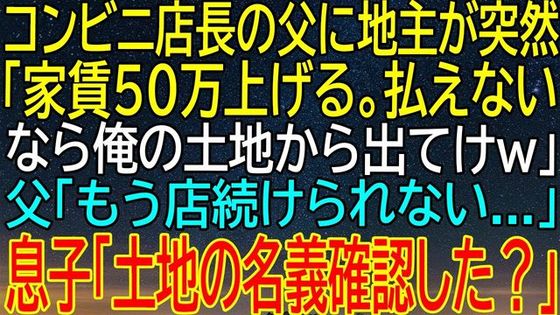 コンビニ店長の父に地主が突然
「家賃50万上げる。払えない
なら俺の土地から出てけw」
父「もう店続けられない...」
息子「土地の名義確認した?」